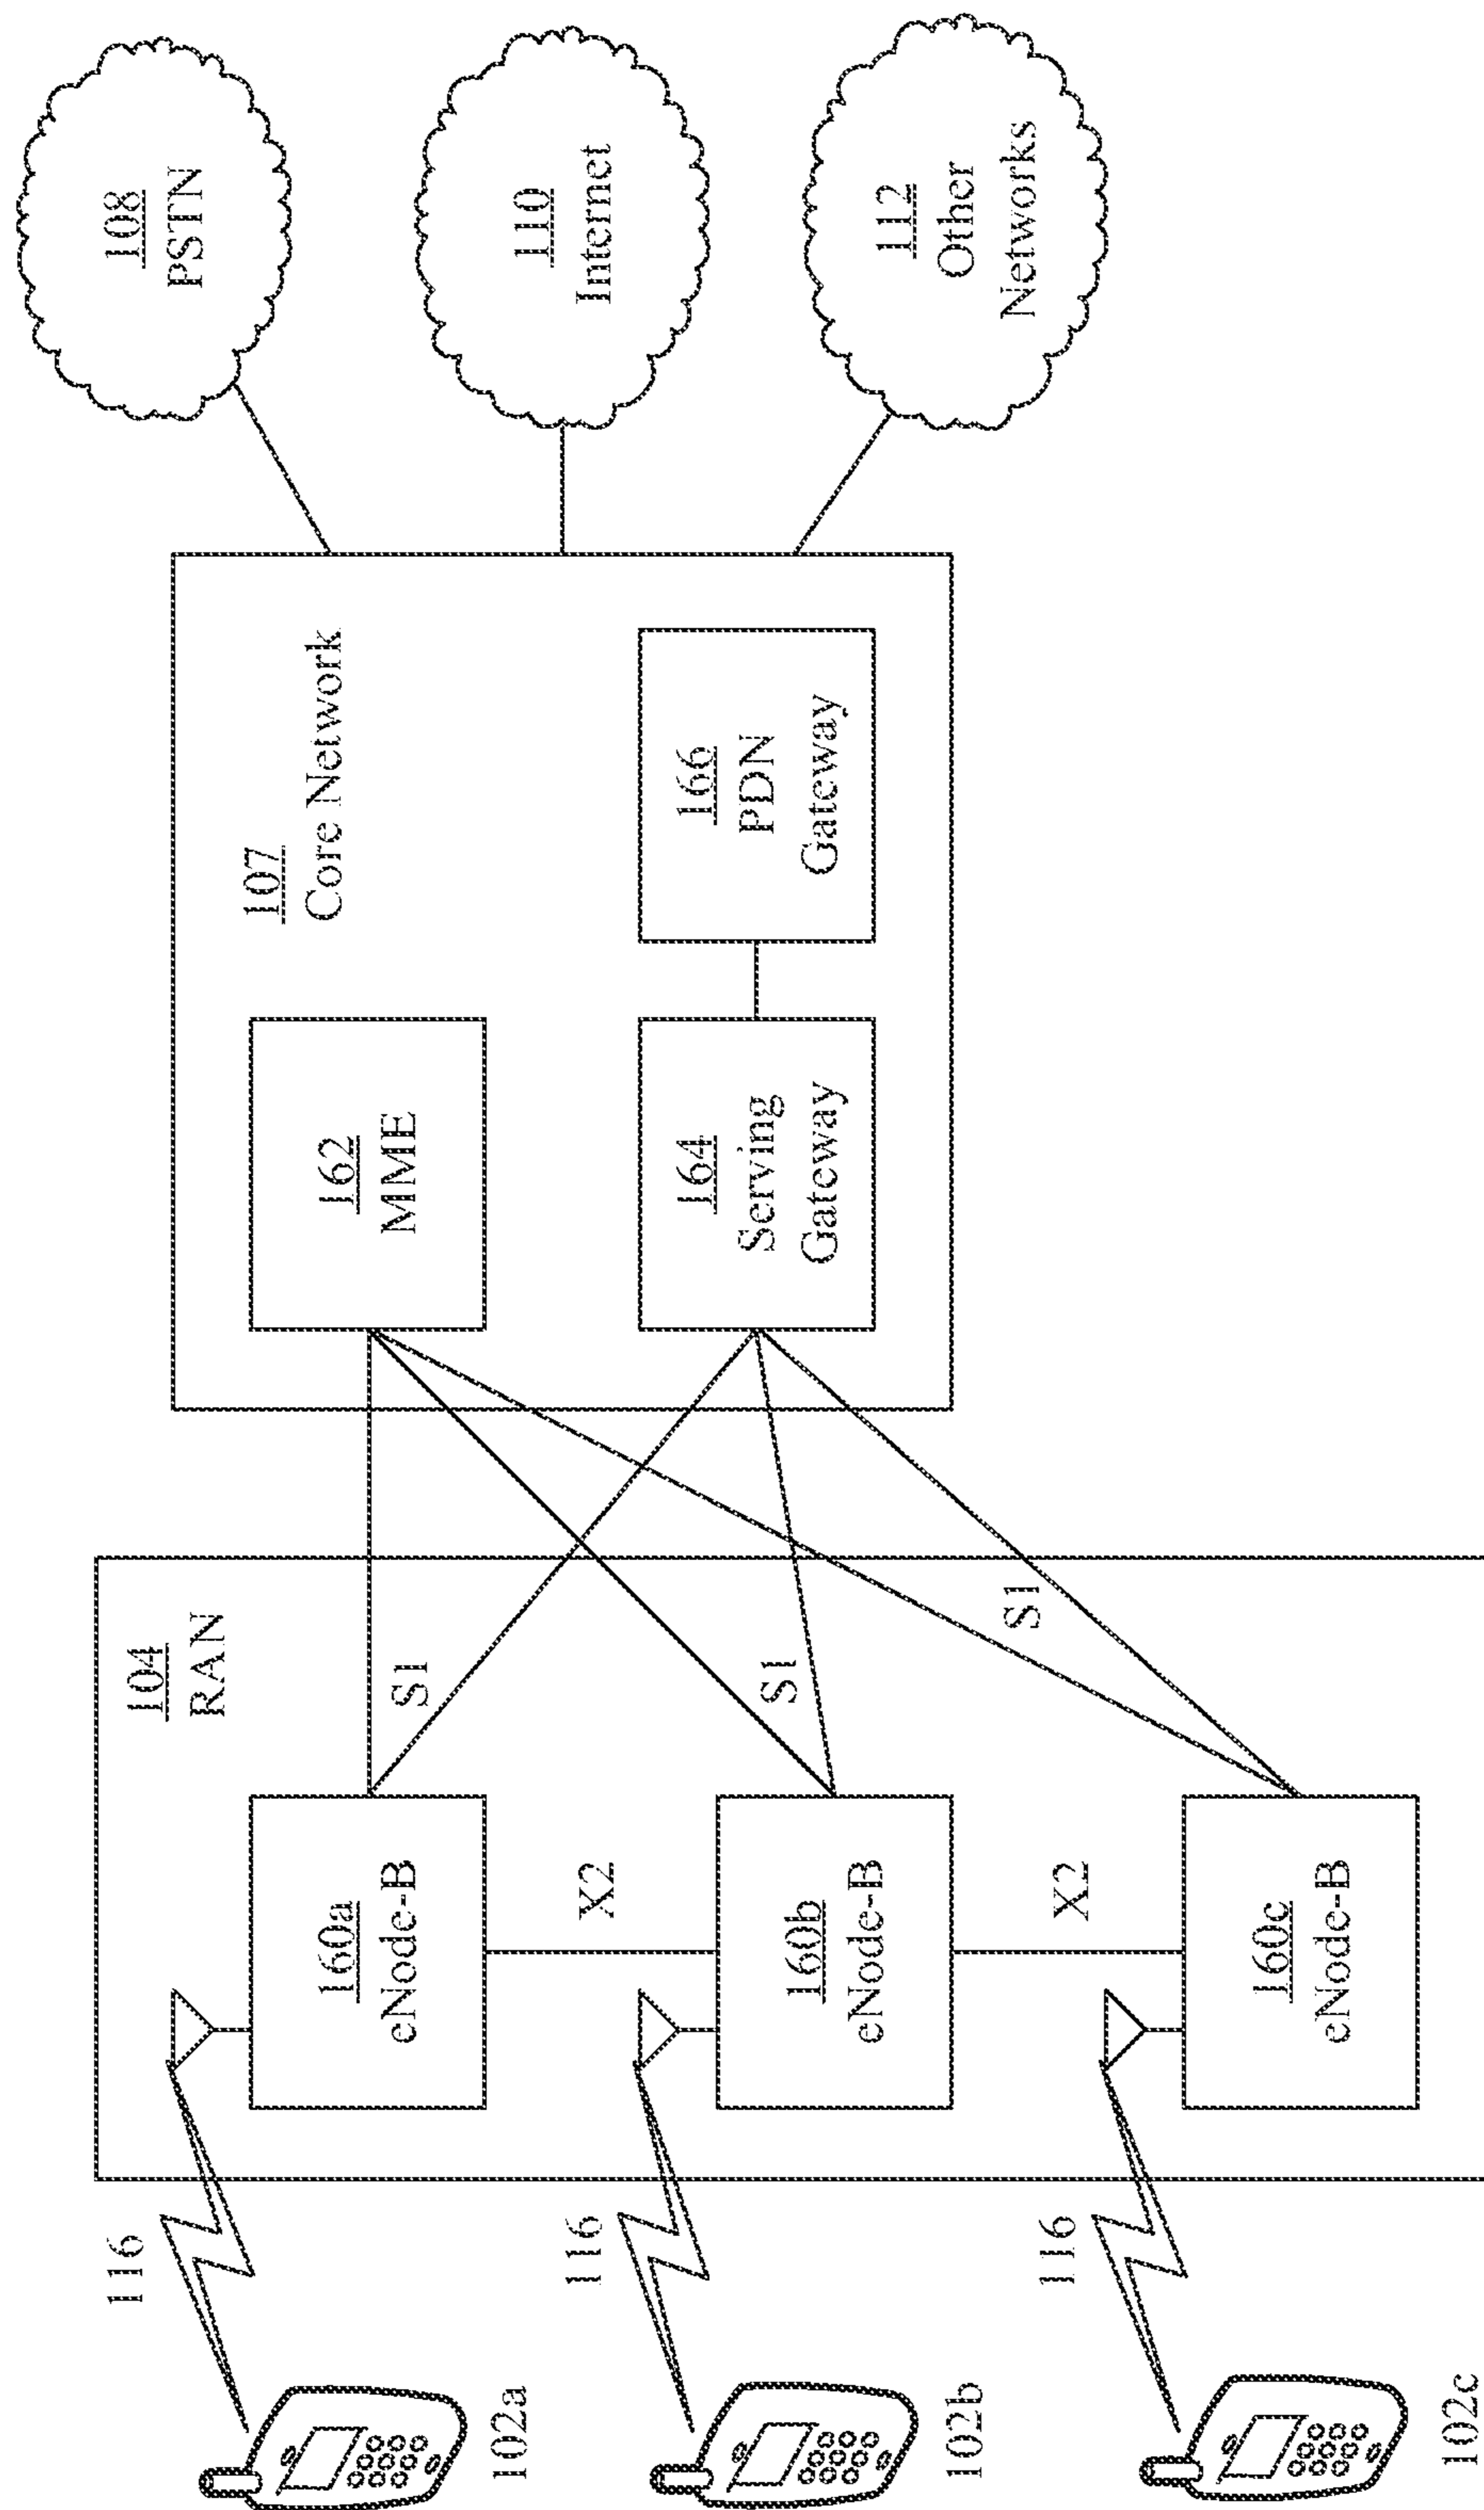 104
RAN
107
Core Network
108
PSTN
116
160a
eNode-B
S1
162
MME
102a
X2
110
Internet
116
160b
eNode-B
S1
164
Serving
Gateway
166
PDN
Gateway
102b
X2
S1
112
Other
Networks
116
160c
eNode-B
102c